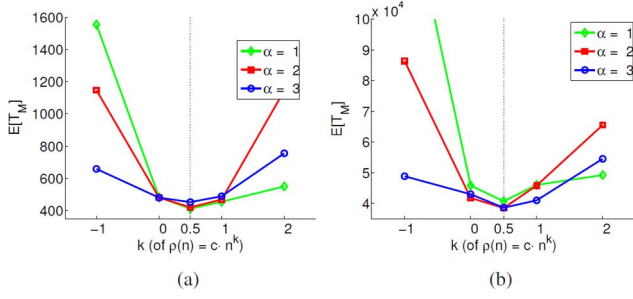 1600
1400
1200
1000
800
600
400
E[T_M]
α = 1
α = 2
α = 3
−1
0
0.5
1
2
k (of ρ(n) = c· n^k)
(a)
10 x 10^4
9
8
7
6
5
4
E[T_M]
α = 1
α = 2
α = 3
−1
0
0.5
1
2
k (of ρ(n) = c· n^k)
(b)